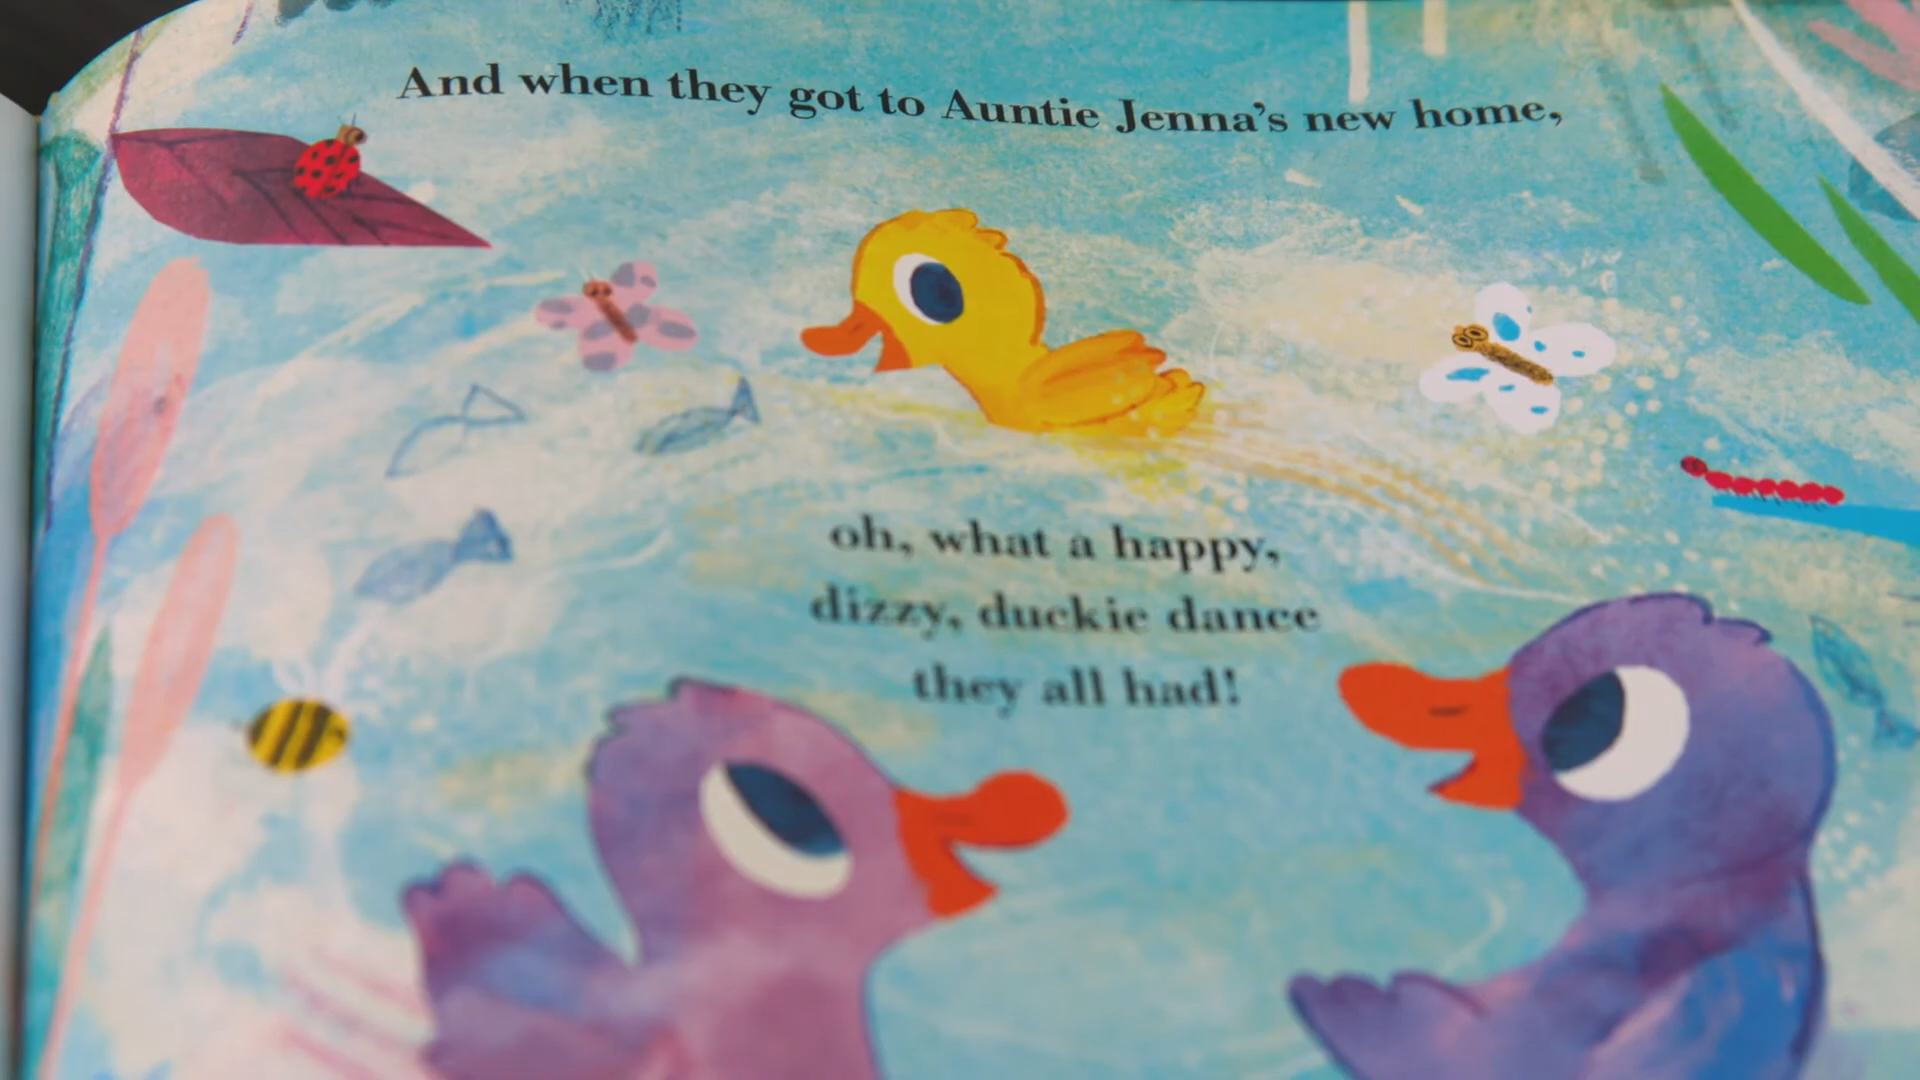 And when they got to Auntie Jenna's new home,
oh, what a happy,
dizzy, duckie dance
they all had!